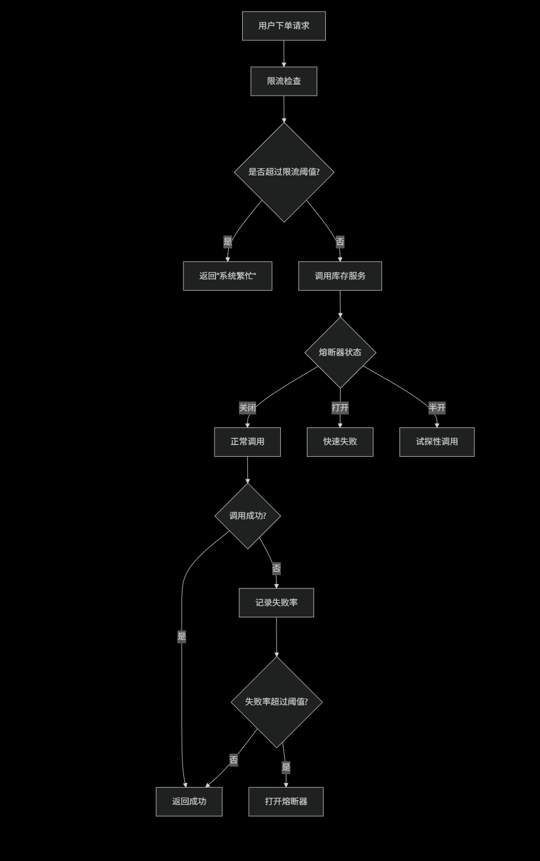 用户下单请求
限流检查
是否超过限流阈值?
是
否
返回"系统繁忙"
调用库存服务
熔断器状态
关闭
打开
半开
正常调用
快速失败
试探性调用
调用成功?
否
记录失败率
是
失败率超过阈值?
否
是
返回成功
打开熔断器